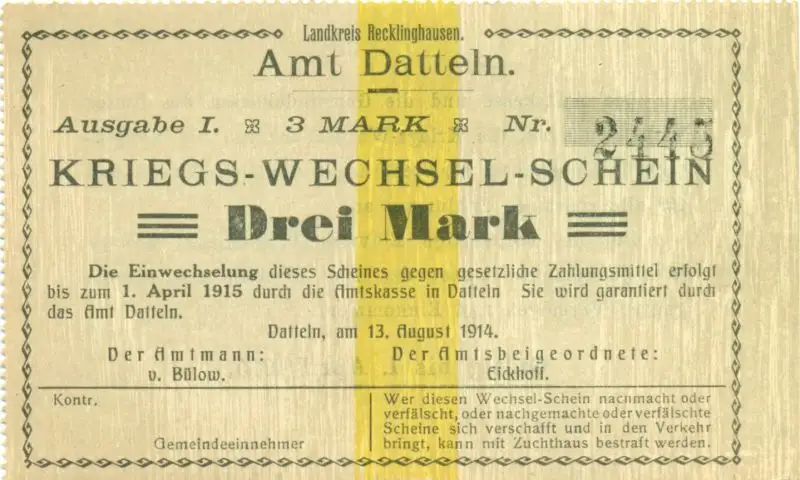 Landkreis Recklinghausen.
Amt Datteln.
Ausgabe I. 3 MARK Nr. 2445
KRIEGS-WECHSEL-SCHEIN
Drei Mark
Die Einwechselung dieses Scheines gegen gesetzliche Zahlungsmittel erfolgt
bis zum 1. April 1915 durch die Amtskasse in Datteln Sie wird garantiert durch
das Amt Datteln.
Datteln, am 13. August 1914.
Der Amtmann:
v. Bülow.
Der Amtsbeigeordnete:
Eickhoff.
Kontr.
Gemeindeeinnehmer
Wer diesen Wechsel-Schein nachmacht oder
verfälscht, oder nachgemachte oder verfälschte
Scheine sich verschafft und in den Verkehr
bringt, kann mit Zuchthaus bestraft werden.